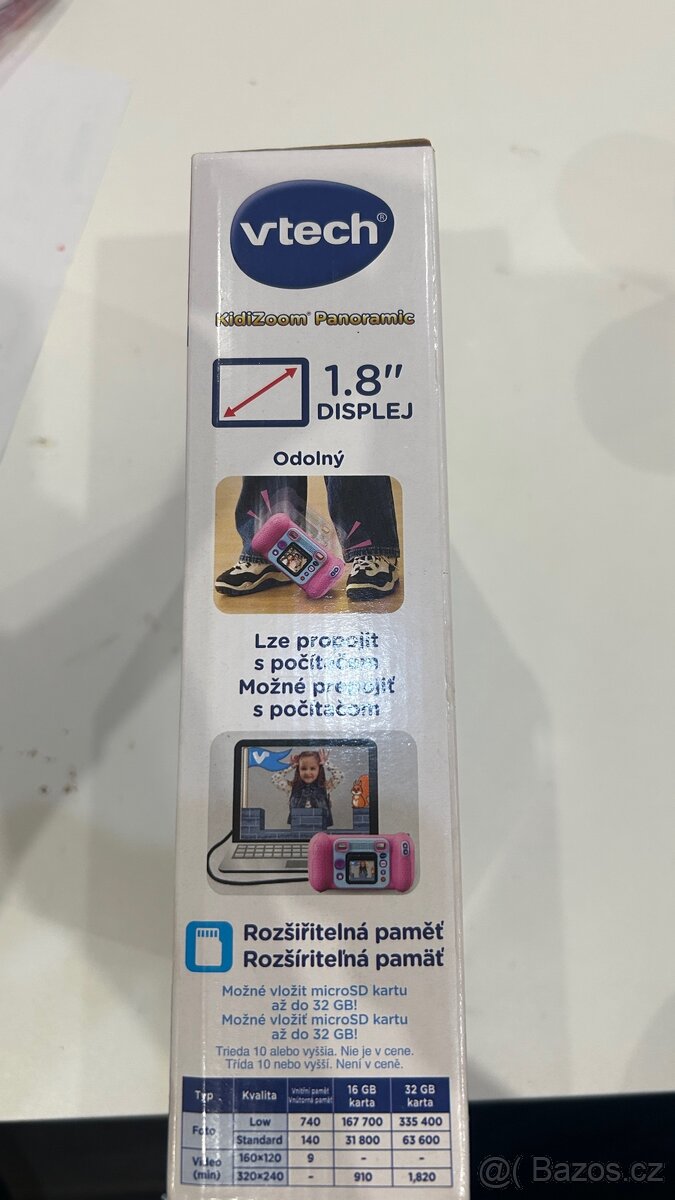 vtech®
KidiZoom® Panoramic
1.8"
DISPLEJ
Odolný
Lze propojit
s počítačem
Možné prepojiť
s počítačom
V
Rozšiřitelná paměť
Rozšíriteľná pamäť
Možné vložit microSD kartu
až do 32 GB!
Možné vložiť microSD kartu
až do 32 GB!
Trieda 10 alebo vyššia. Nie je v cene.
Třída 10 nebo vyšší. Není v ceně.
Typ Kvalita Vnitřní paměť Vnútorná pamäť 16 GB karta 32 GB karta
Foto Low 740 167 700 335 400
Standard 140 31 800 63 600
Video (min) 160×120 9 - -
320×240 - 910 1,820
@( Bazos.cz